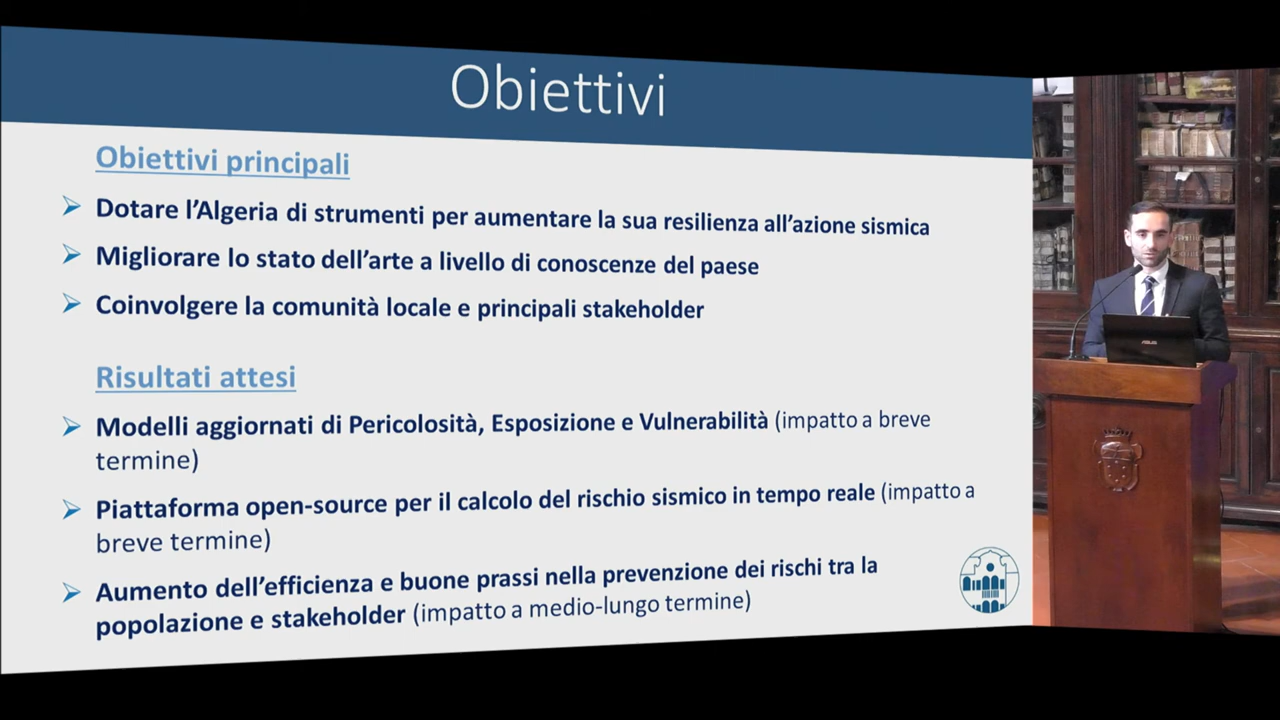 Obiettivi
Obiettivi principali
Dotare l'Algeria di strumenti per aumentare la sua resilienza all'azione sismica
Migliorare lo stato dell'arte a livello di conoscenze del paese
Coinvolgere la comunità locale e principali stakeholder
Risultati attesi
Modelli aggiornati di Pericolosità, Esposizione e Vulnerabilità (impatto a breve
termine)
Piattaforma open-source per il calcolo del rischio sismico in tempo reale (impatto a
breve termine)
Aumento dell'efficienza e buone prassi nella prevenzione dei rischi tra la
popolazione e stakeholder (impatto a medio-lungo termine)
ASUS